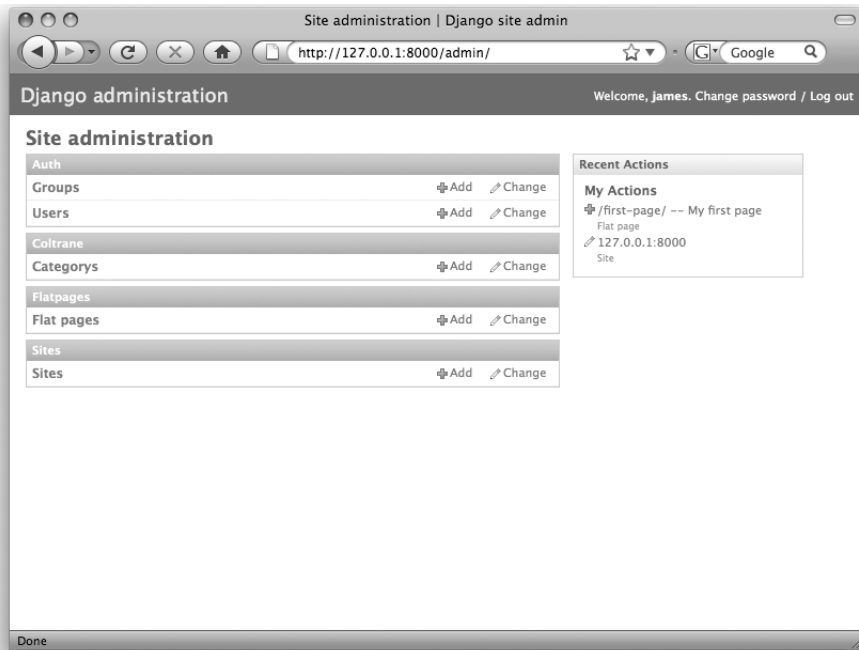 Site administration | Django site admin
http://127.0.0.1:8000/admin/
G Google
Django administration
Welcome, james. Change password / Log out
Site administration
Auth
Groups Add Change
Users Add Change
Coltrane
Categorys Add Change
Flatpages
Flat pages Add Change
Sites
Sites Add Change
Recent Actions
My Actions
/first-page/ -- My first page
Flat page
127.0.0.1:8000
Site
Done